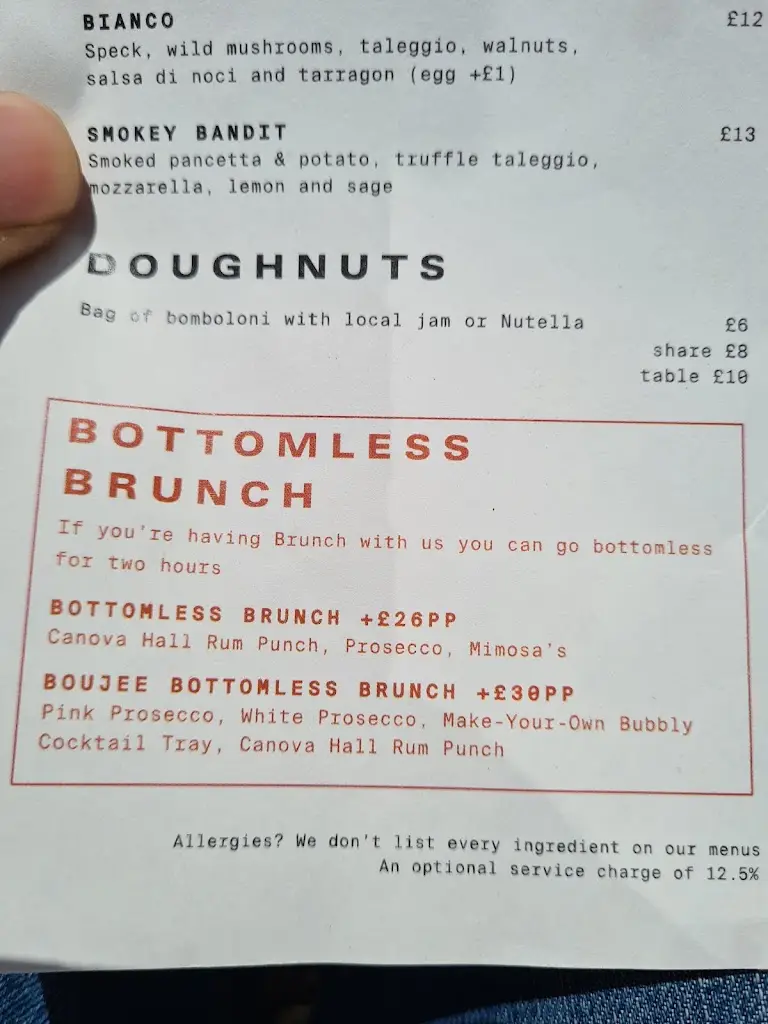 BIANCO £12
Speck, wild mushrooms, taleggio, walnuts,
salsa di noci and tarragon (egg +£1)
SMOKEY BANDIT £13
Smoked pancetta & potato, truffle taleggio,
mozzarella, lemon and sage
DOUGHNUTS
Bag of bomboloni with local jam or Nutella £6
share £8
table £10
BOTTOMLESS
BRUNCH
If you're having Brunch with us you can go bottomless
for two hours
BOTTOMLESS BRUNCH +£26PP
Canova Hall Rum Punch, Prosecco, Mimosa's
BOUJEE BOTTOMLESS BRUNCH +£30PP
Pink Prosecco, White Prosecco, Make-Your-Own Bubbly
Cocktail Tray, Canova Hall Rum Punch
Allergies? We don't list every ingredient on our menus
An optional service charge of 12.5%